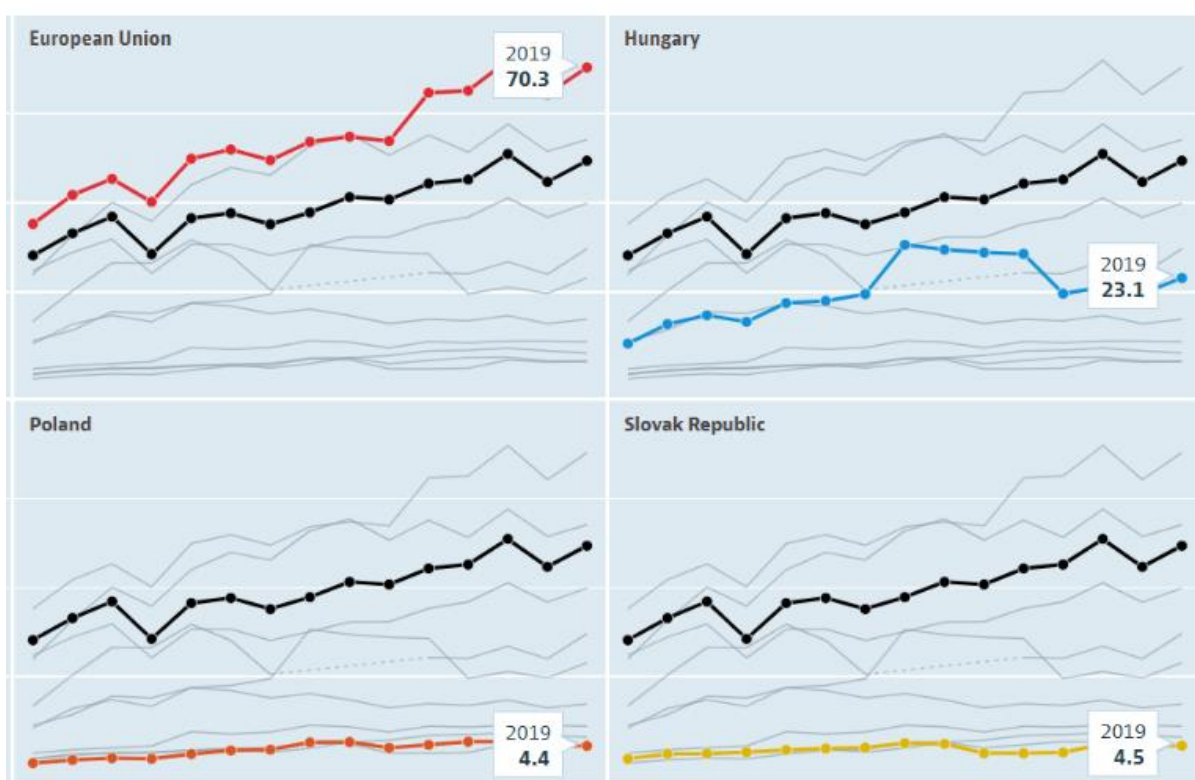 European Union
2019
70.3
Hungary
2019
23.1
Poland
2019
4.4
Slovak Republic
2019
4.5